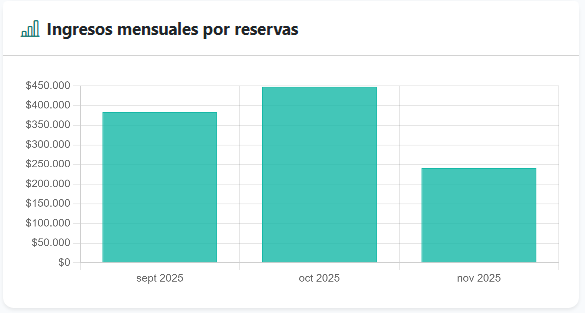 Ingresos mensuales por reservas
$450.000
$400.000
$350.000
$300.000
$250.000
$200.000
$150.000
$100.000
$50.000
$0
sept 2025
oct 2025
nov 2025